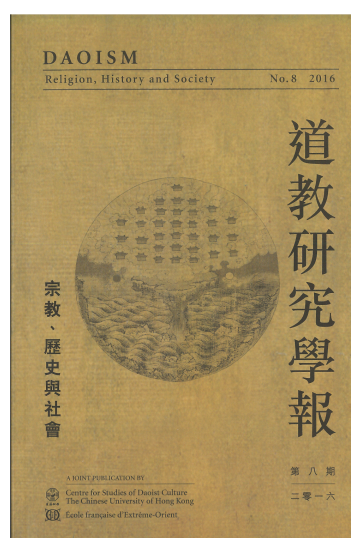 DAOISM
Religion, History and Society No. 8 2016
道教研究學報
宗教、歷史與社會
第八期
二零一六
A JOINT PUBLICATION BY
Centre for Studies of Daoist Culture
The Chinese University of Hong Kong
École française d'Extrême-Orient